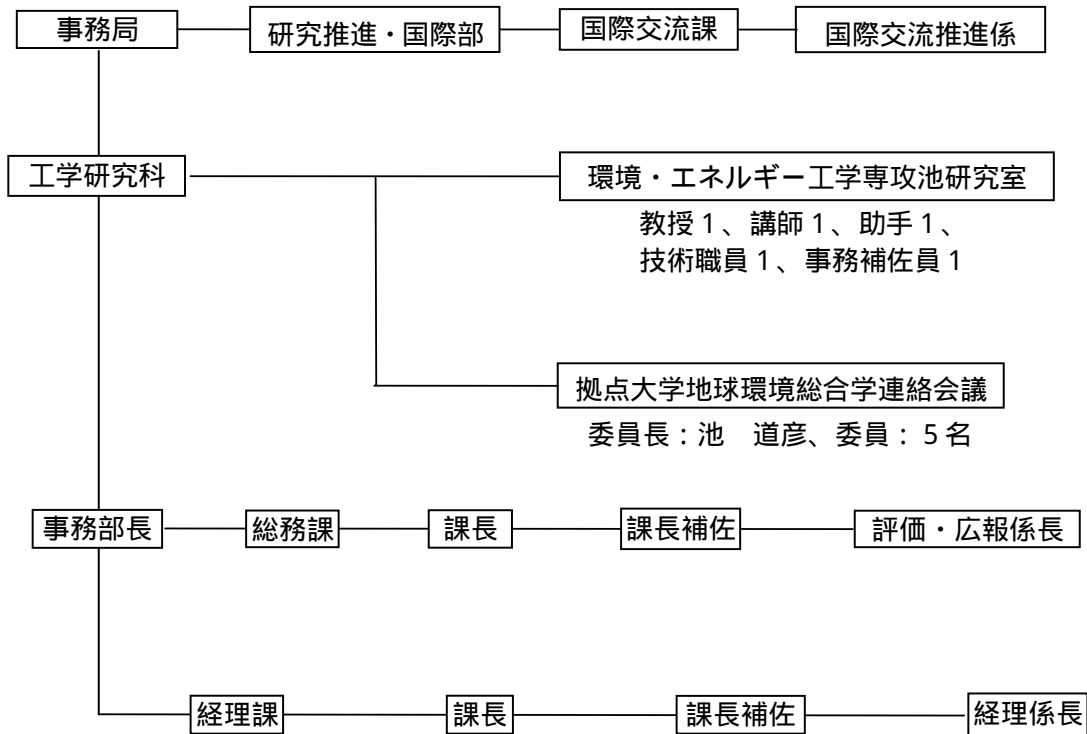 事務局
研究推進・国際部
国際交流課
国際交流推進係
工学研究科
環境・エネルギー工学専攻池研究室
教授1、講師1、助手1、
技術職員1、事務補佐員1
拠点大学地球環境総合学連絡会議
委員長:池 道彦、委員:5名
事務部長
総務課
課長
課長補佐
評価・広報係長
経理課
課長
課長補佐
経理係長